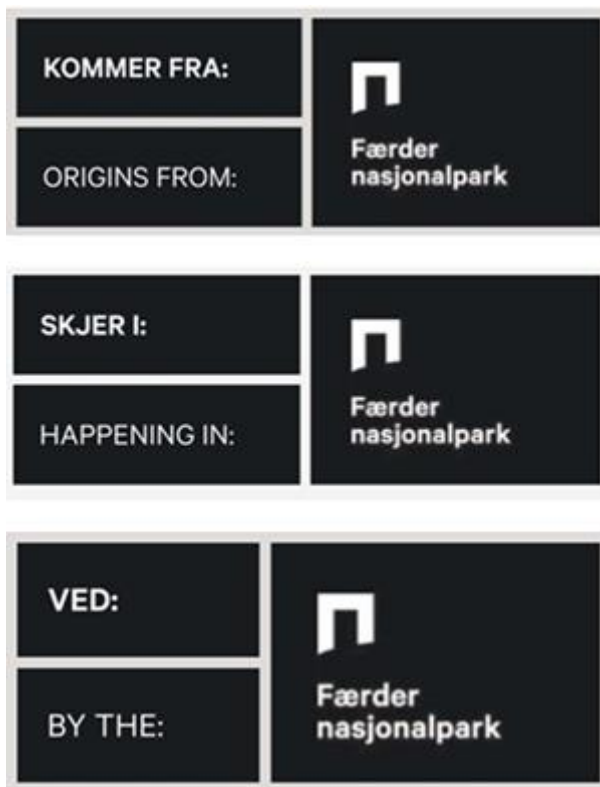 KOMMER FRA:
ORIGINS FROM:
Færder
nasjonalpark
SKJER I:
HAPPENING IN:
Færder
nasjonalpark
VED:
BY THE:
Færder
nasjonalpark